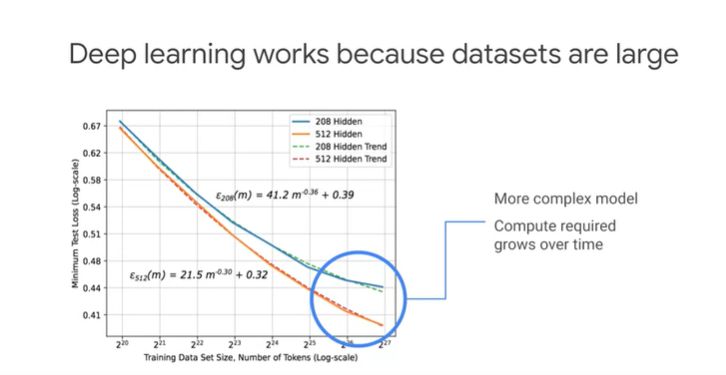 Deep learning works because datasets are large
Minimum Test Loss (Log-scale)
0.67
0.62
0.58
0.54
0.51
0.48
0.44
0.41
208 Hidden
512 Hidden
208 Hidden Trend
512 Hidden Trend
ε208(m) = 41.2 m^-0.36 + 0.39
ε512(m) = 21.5 m^-0.30 + 0.32
2^20 2^21 2^22 2^23 2^24 2^25 2^26 2^27
Training Data Set Size, Number of Tokens (Log-scale)
More complex model
Compute required
grows over time